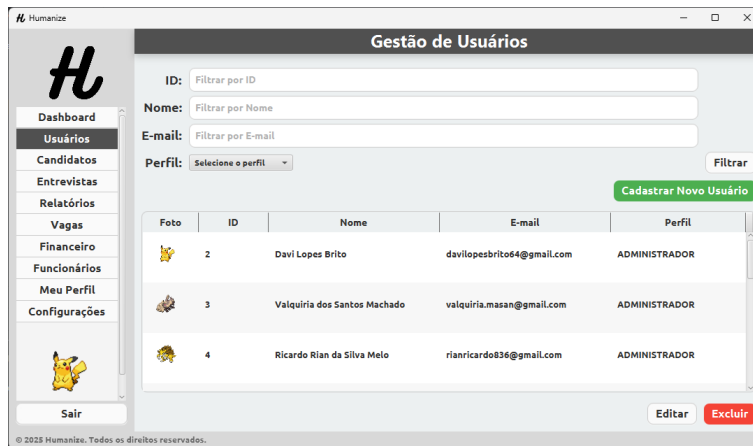 Humanize
Gestão de Usuários
H
ID: Filtrar por ID
Nome: Filtrar por Nome
E-mail: Filtrar por E-mail
Perfil: Selecione o perfil
Filtrar
Cadastrar Novo Usuário
Dashboard
Usuários
Candidatos
Entrevistas
Relatórios
Vagas
Financeiro
Funcionários
Meu Perfil
Configurações
Sair
Foto ID Nome E-mail Perfil
2 Davi Lopes Brito davilopesbrito64@gmail.com ADMINISTRADOR
3 Valquiria dos Santos Machado valquiria.masan@gmail.com ADMINISTRADOR
4 Ricardo Rian da Silva Melo rianricardo836@gmail.com ADMINISTRADOR
Editar Excluir
© 2025 Humanize. Todos os direitos reservados.